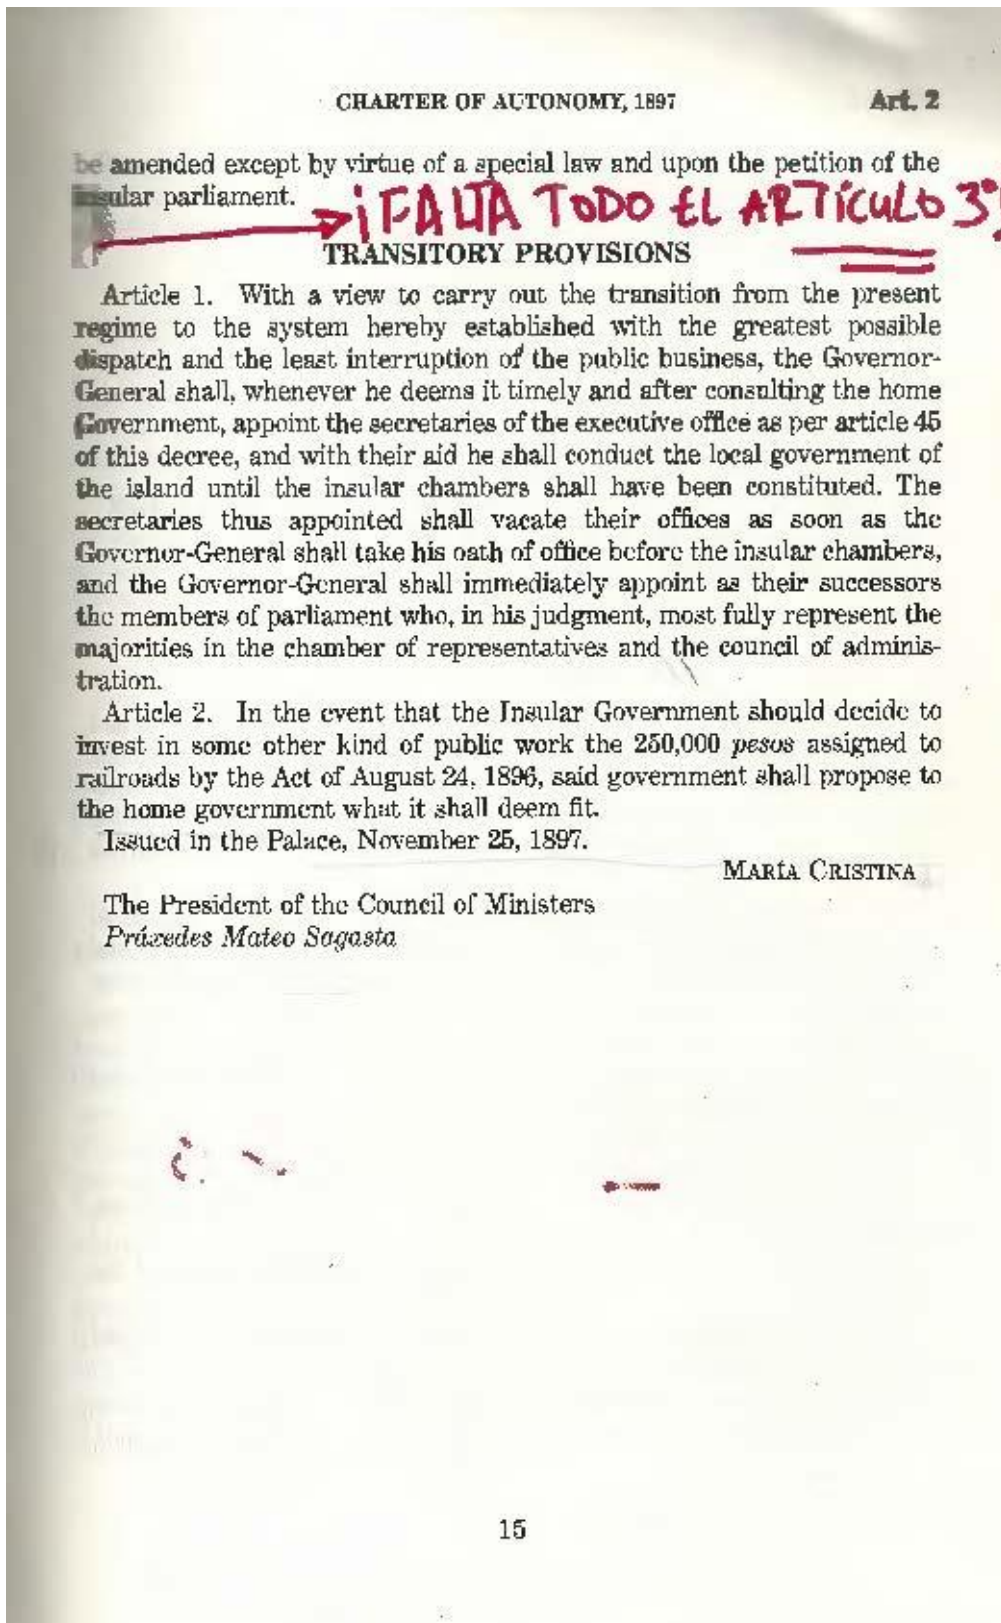 CHARTER OF AUTONOMY, 1897 Art. 2
be amended except by virtue of a special law and upon the petition of the
insular parliament.
¡FALTA TODO EL ARTÍCULO 3º!
TRANSITORY PROVISIONS
Article 1. With a view to carry out the transition from the present
regime to the system hereby established with the greatest possible
dispatch and the least interruption of the public business, the Governor-
General shall, whenever he deems it timely and after consulting the home
Government, appoint the secretaries of the executive office as per article 45
of this decree, and with their aid he shall conduct the local government of
the island until the insular chambers shall have been constituted. The
secretaries thus appointed shall vacate their offices as soon as the
Governor-General shall take his oath of office before the insular chambers,
and the Governor-General shall immediately appoint as their successors
the members of parliament who, in his judgment, most fully represent the
majorities in the chamber of representatives and the council of adminis-
tration.
Article 2. In the event that the Insular Government should decide to
invest in some other kind of public work the 250,000 pesos assigned to
railroads by the Act of August 24, 1896, said government shall propose to
the home government what it shall deem fit.
Issued in the Palace, November 25, 1897.
MARÍA CRISTINA
The President of the Council of Ministers
Práxedes Mateo Sagasta
15